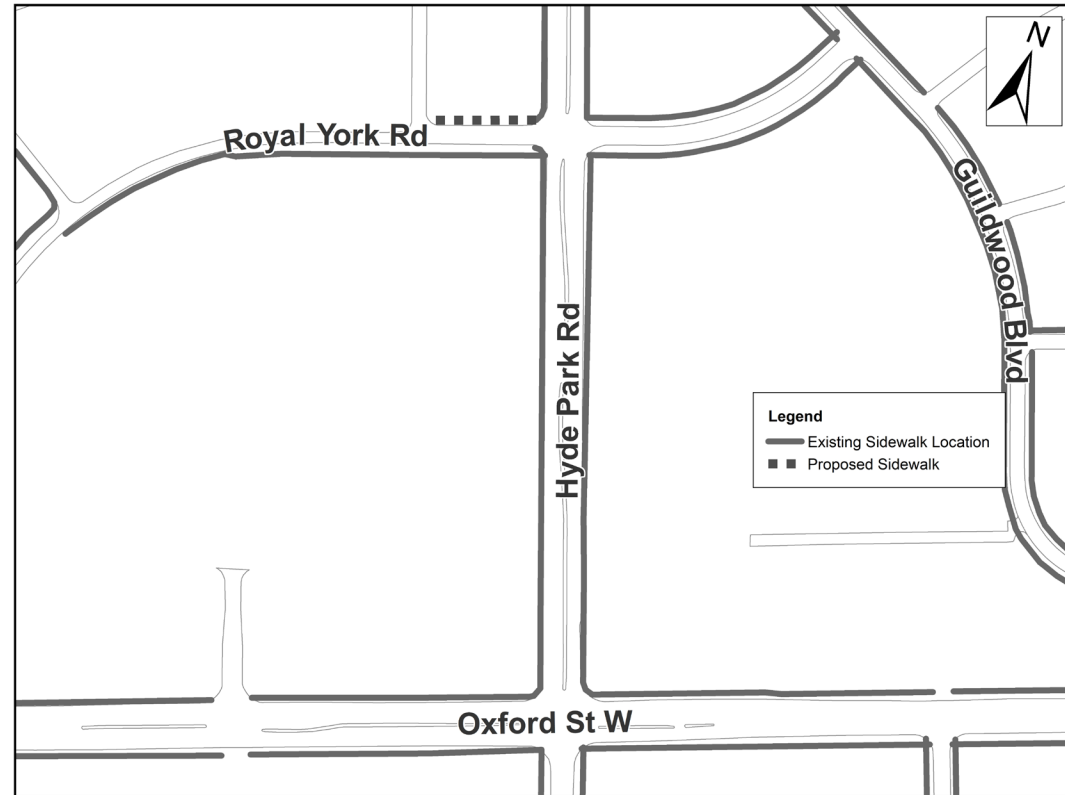 N
Royal York Rd
Guildwood Blvd
Hyde Park Rd
Legend
Existing Sidewalk Location
Proposed Sidewalk
Oxford St W